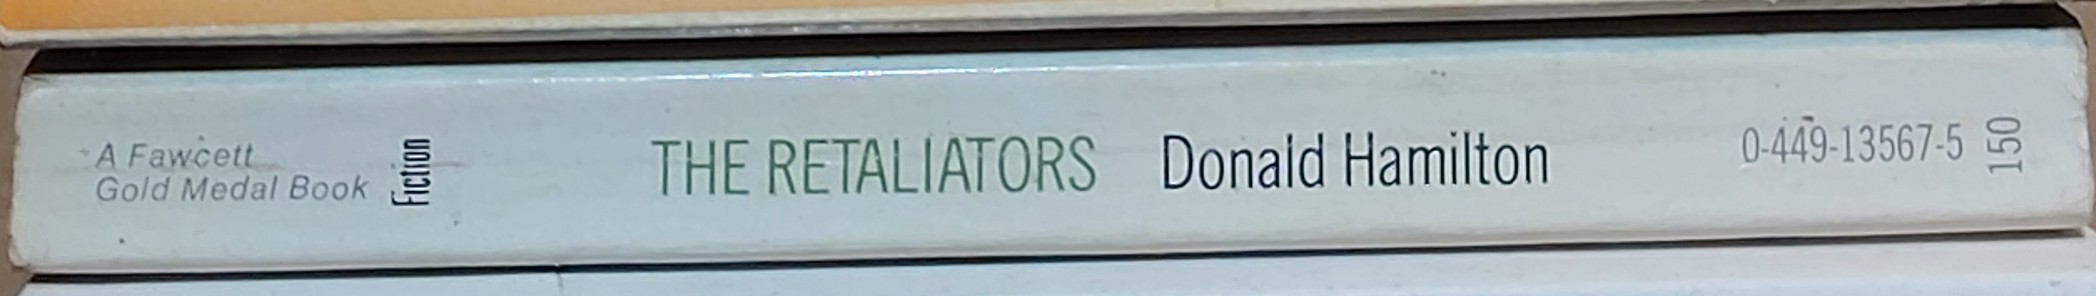 A Fawcett
Gold Medal Book
Fiction
THE RETALIATORS Donald Hamilton
0-449-13567-5
150